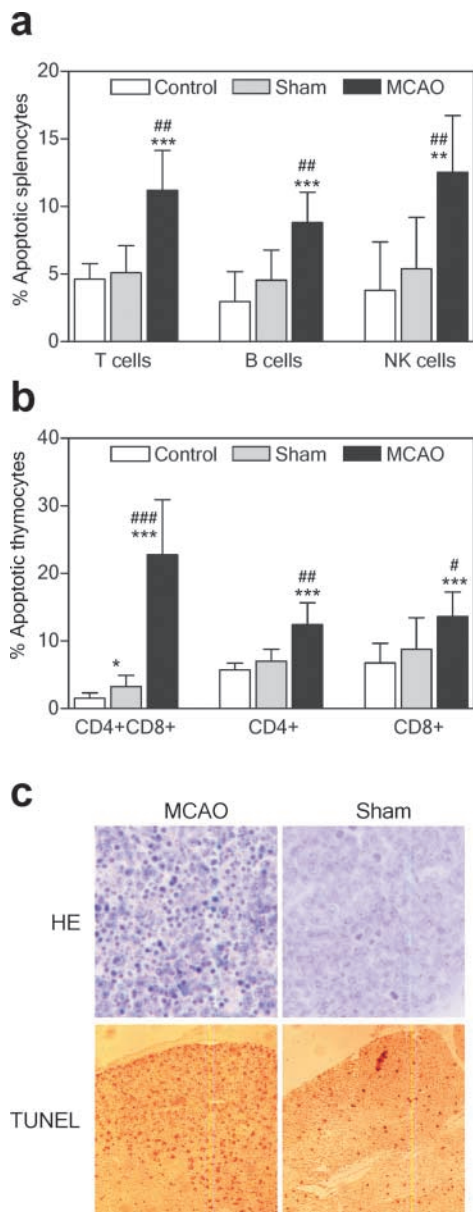 a
20
15
10
5
0
% Apoptotic splenocytes
Control Sham MCAO
## *** ## *** ## **
T cells B cells NK cells
b
40
30
20
10
0
% Apoptotic thymocytes
Control Sham MCAO
* ### *** ## *** # ***
CD4+CD8+ CD4+ CD8+
c
MCAO Sham
HE
TUNEL